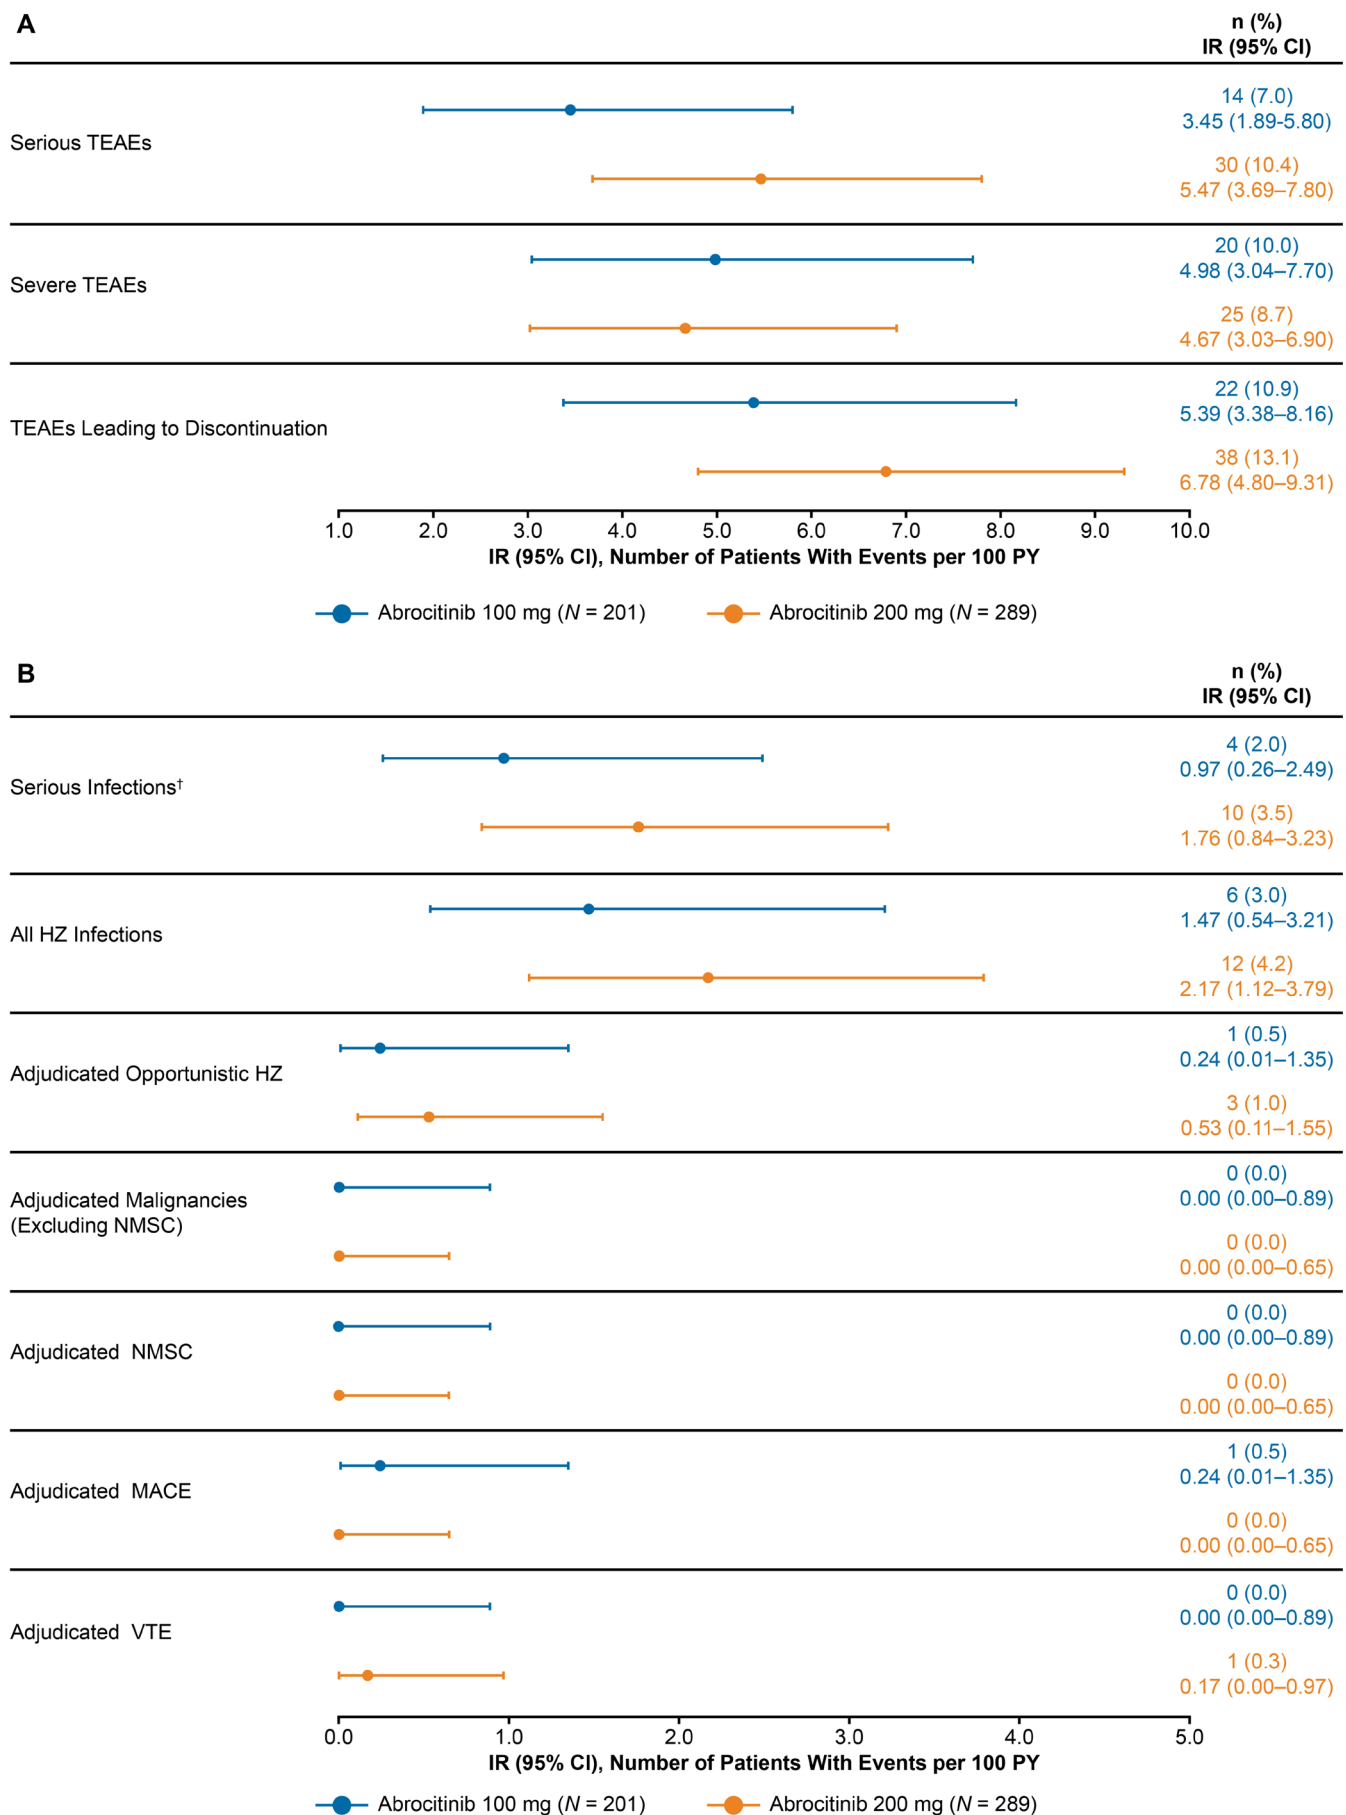 A
n (%)
IR (95% CI)
Serious TEAEs
14 (7.0)
3.45 (1.89-5.80)
30 (10.4)
5.47 (3.69–7.80)
Severe TEAEs
20 (10.0)
4.98 (3.04–7.70)
25 (8.7)
4.67 (3.03–6.90)
TEAEs Leading to Discontinuation
22 (10.9)
5.39 (3.38–8.16)
38 (13.1)
6.78 (4.80–9.31)
1.0 2.0 3.0 4.0 5.0 6.0 7.0 8.0 9.0 10.0
IR (95% CI), Number of Patients With Events per 100 PY
Abrocitinib 100 mg (N = 201) Abrocitinib 200 mg (N = 289)
B
n (%)
IR (95% CI)
Serious Infections†
4 (2.0)
0.97 (0.26–2.49)
10 (3.5)
1.76 (0.84–3.23)
All HZ Infections
6 (3.0)
1.47 (0.54–3.21)
12 (4.2)
2.17 (1.12–3.79)
Adjudicated Opportunistic HZ
1 (0.5)
0.24 (0.01–1.35)
3 (1.0)
0.53 (0.11–1.55)
Adjudicated Malignancies
(Excluding NMSC)
0 (0.0)
0.00 (0.00–0.89)
0 (0.0)
0.00 (0.00–0.65)
Adjudicated NMSC
0 (0.0)
0.00 (0.00–0.89)
0 (0.0)
0.00 (0.00–0.65)
Adjudicated MACE
1 (0.5)
0.24 (0.01–1.35)
0 (0.0)
0.00 (0.00–0.65)
Adjudicated VTE
0 (0.0)
0.00 (0.00–0.89)
1 (0.3)
0.17 (0.00–0.97)
0.0 1.0 2.0 3.0 4.0 5.0
IR (95% CI), Number of Patients With Events per 100 PY
Abrocitinib 100 mg (N = 201) Abrocitinib 200 mg (N = 289)